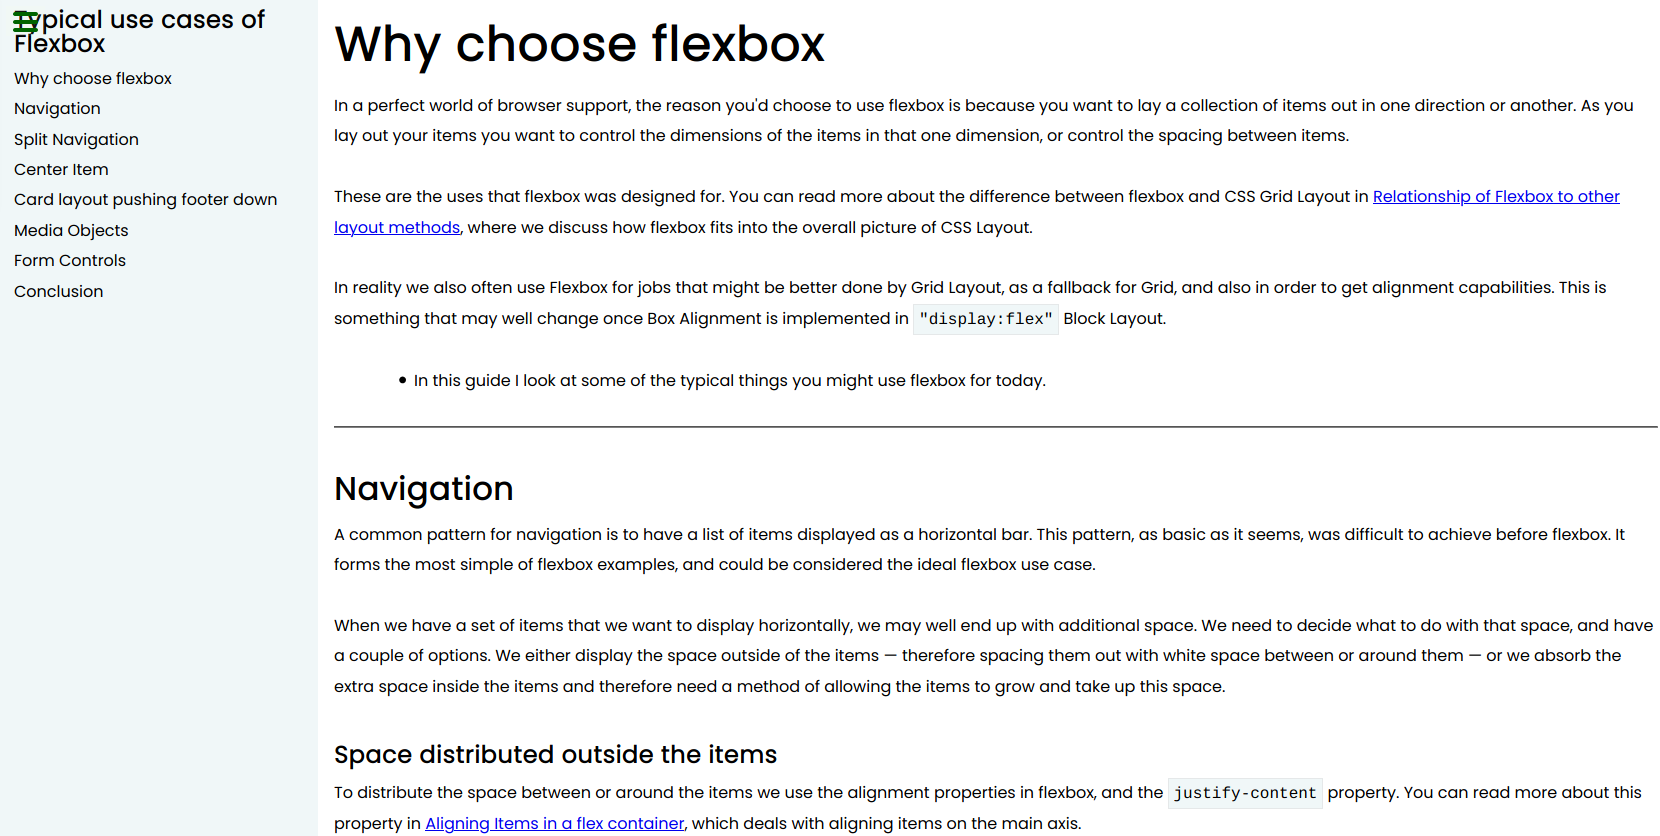 Typical use cases of
Flexbox
Why choose flexbox
Navigation
Split Navigation
Center Item
Card layout pushing footer down
Media Objects
Form Controls
Conclusion
Why choose flexbox
In a perfect world of browser support, the reason you'd choose to use flexbox is because you want to lay a collection of items out in one direction or another. As you
lay out your items you want to control the dimensions of the items in that one dimension, or control the spacing between items.
These are the uses that flexbox was designed for. You can read more about the difference between flexbox and CSS Grid Layout in Relationship of Flexbox to other
layout methods, where we discuss how flexbox fits into the overall picture of CSS Layout.
In reality we also often use Flexbox for jobs that might be better done by Grid Layout, as a fallback for Grid, and also in order to get alignment capabilities. This is
something that may well change once Box Alignment is implemented in "display:flex" Block Layout.
• In this guide I look at some of the typical things you might use flexbox for today.
Navigation
A common pattern for navigation is to have a list of items displayed as a horizontal bar. This pattern, as basic as it seems, was difficult to achieve before flexbox. It
forms the most simple of flexbox examples, and could be considered the ideal flexbox use case.
When we have a set of items that we want to display horizontally, we may well end up with additional space. We need to decide what to do with that space, and have
a couple of options. We either display the space outside of the items — therefore spacing them out with white space between or around them — or we absorb the
extra space inside the items and therefore need a method of allowing the items to grow and take up this space.
Space distributed outside the items
To distribute the space between or around the items we use the alignment properties in flexbox, and the justify-content property. You can read more about this
property in Aligning Items in a flex container, which deals with aligning items on the main axis.